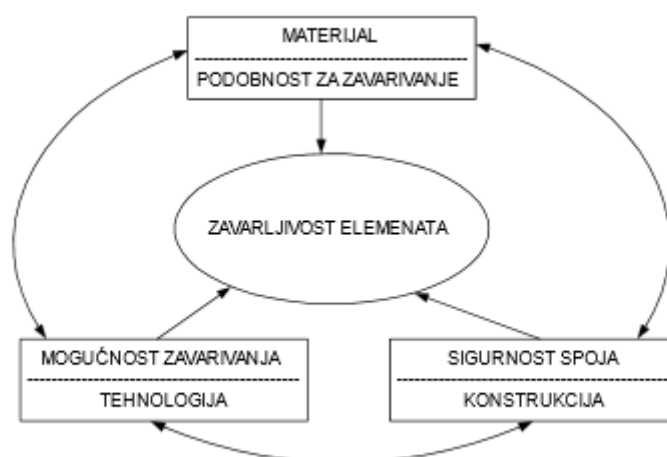 MATERIJAL
PODOBNOST ZA ZAVARIVANJE
ZAVARLJIVOST ELEMENATA
MOGUĆNOST ZAVARIVANJA
TEHNOLOGIJA
SIGURNOST SPOJA
KONSTRUKCIJA